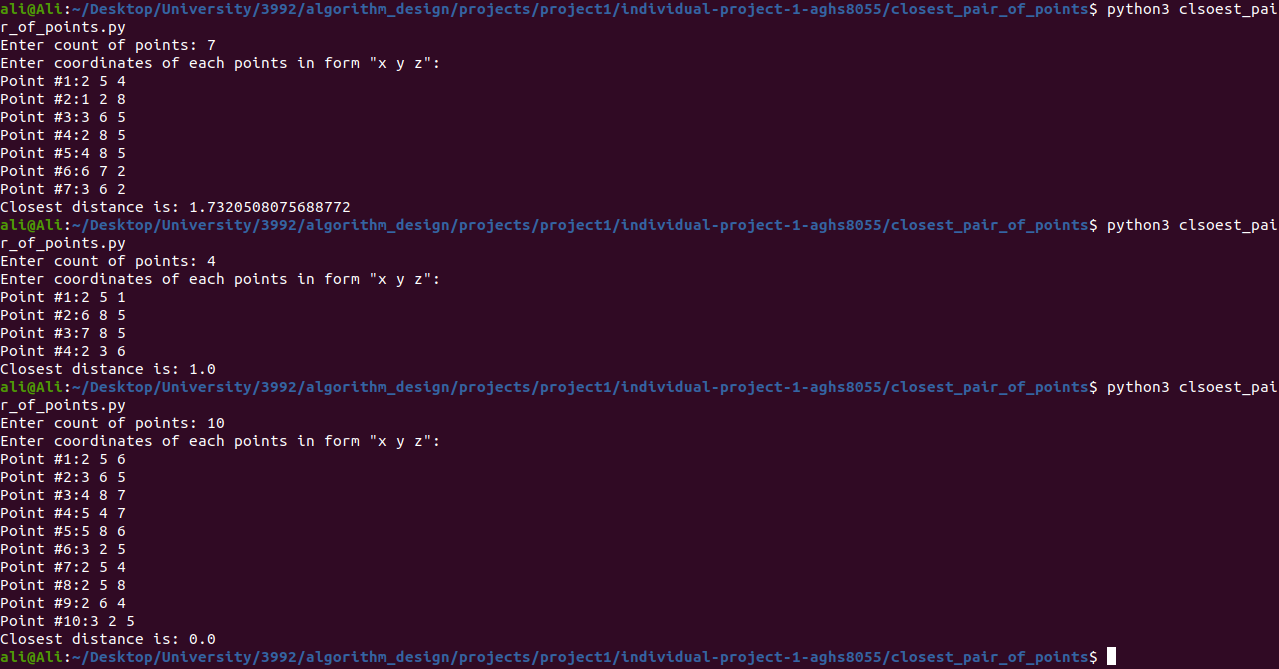 ali@Ali:~/Desktop/University/3992/algorithm_design/projects/project1/individual-project-1-aghs8055/closest_pair_of_points$ python3 clsoest_pai
r_of_points.py
Enter count of points: 7
Enter coordinates of each points in form "x y z":
Point #1:2 5 4
Point #2:1 2 8
Point #3:3 6 5
Point #4:2 8 5
Point #5:4 8 5
Point #6:6 7 2
Point #7:3 6 2
Closest distance is: 1.7320508075688772
ali@Ali:~/Desktop/University/3992/algorithm_design/projects/project1/individual-project-1-aghs8055/closest_pair_of_points$ python3 clsoest_pai
r_of_points.py
Enter count of points: 4
Enter coordinates of each points in form "x y z":
Point #1:2 5 1
Point #2:6 8 5
Point #3:7 8 5
Point #4:2 3 6
Closest distance is: 1.0
ali@Ali:~/Desktop/University/3992/algorithm_design/projects/project1/individual-project-1-aghs8055/closest_pair_of_points$ python3 clsoest_pai
r_of_points.py
Enter count of points: 10
Enter coordinates of each points in form "x y z":
Point #1:2 5 6
Point #2:3 6 5
Point #3:4 8 7
Point #4:5 4 7
Point #5:5 8 6
Point #6:3 2 5
Point #7:2 5 4
Point #8:2 5 8
Point #9:2 6 4
Point #10:3 2 5
Closest distance is: 0.0
ali@Ali:~/Desktop/University/3992/algorithm_design/projects/project1/individual-project-1-aghs8055/closest_pair_of_points$